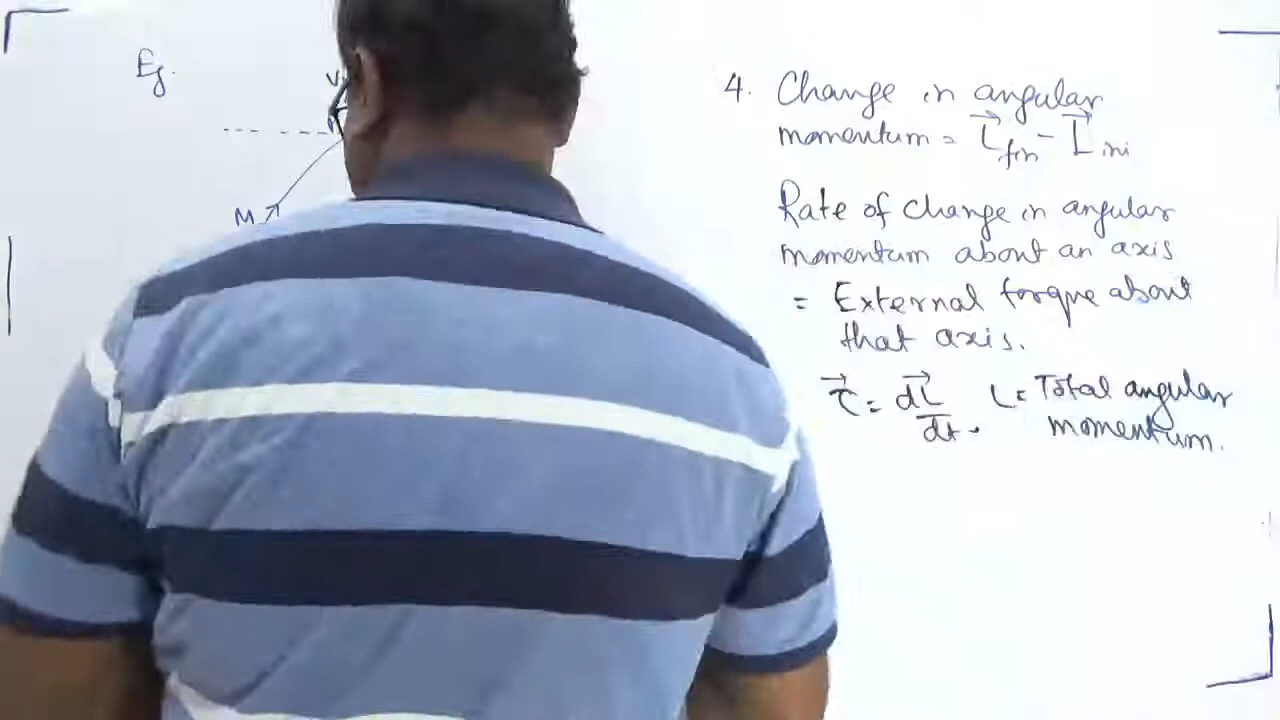 Eg.
V
M
4. Change in angular
momentum = L⃗fin - L⃗ini
Rate of change in angular
momentum about an axis
= External torque about
that axis.
τ⃗ = dL⃗/dt. L = Total angular
momentum.